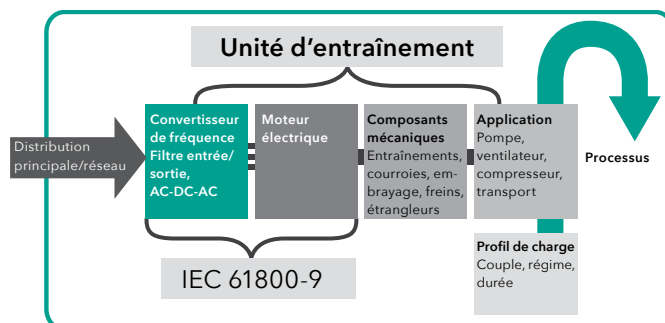 Unité d'entraînement
Distribution
principale/réseau
Convertisseur
de fréquence
Filtre entrée/
sortie,
AC-DC-AC
Moteur
électrique
Composants
mécaniques
Entraînements,
courroies, em-
brayage, freins,
étrangleurs
Application
Pompe,
ventilateur,
compresseur,
transport
Processus
Profil de charge
Couple, régime,
durée
IEC 61800-9